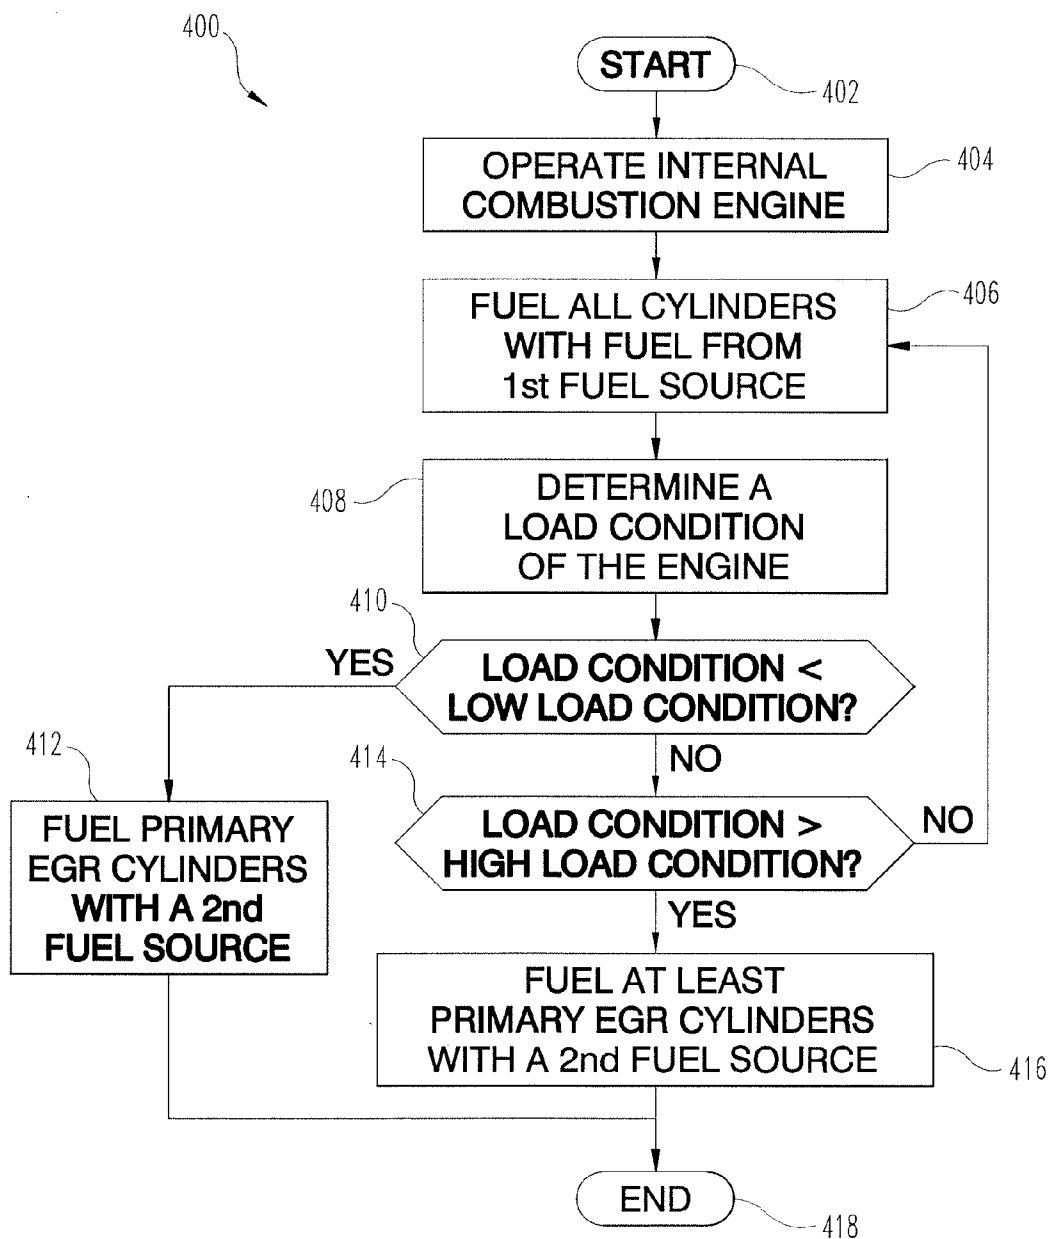 400
START
402
OPERATE INTERNAL
COMBUSTION ENGINE
404
FUEL ALL CYLINDERS
WITH FUEL FROM
1st FUEL SOURCE
406
DETERMINE A
LOAD CONDITION
OF THE ENGINE
408
410
YES
LOAD CONDITION <
LOW LOAD CONDITION?
NO
412
FUEL PRIMARY
EGR CYLINDERS
WITH A 2nd
FUEL SOURCE
414
LOAD CONDITION >
HIGH LOAD CONDITION?
NO
YES
FUEL AT LEAST
PRIMARY EGR CYLINDERS
WITH A 2nd FUEL SOURCE
416
END
418